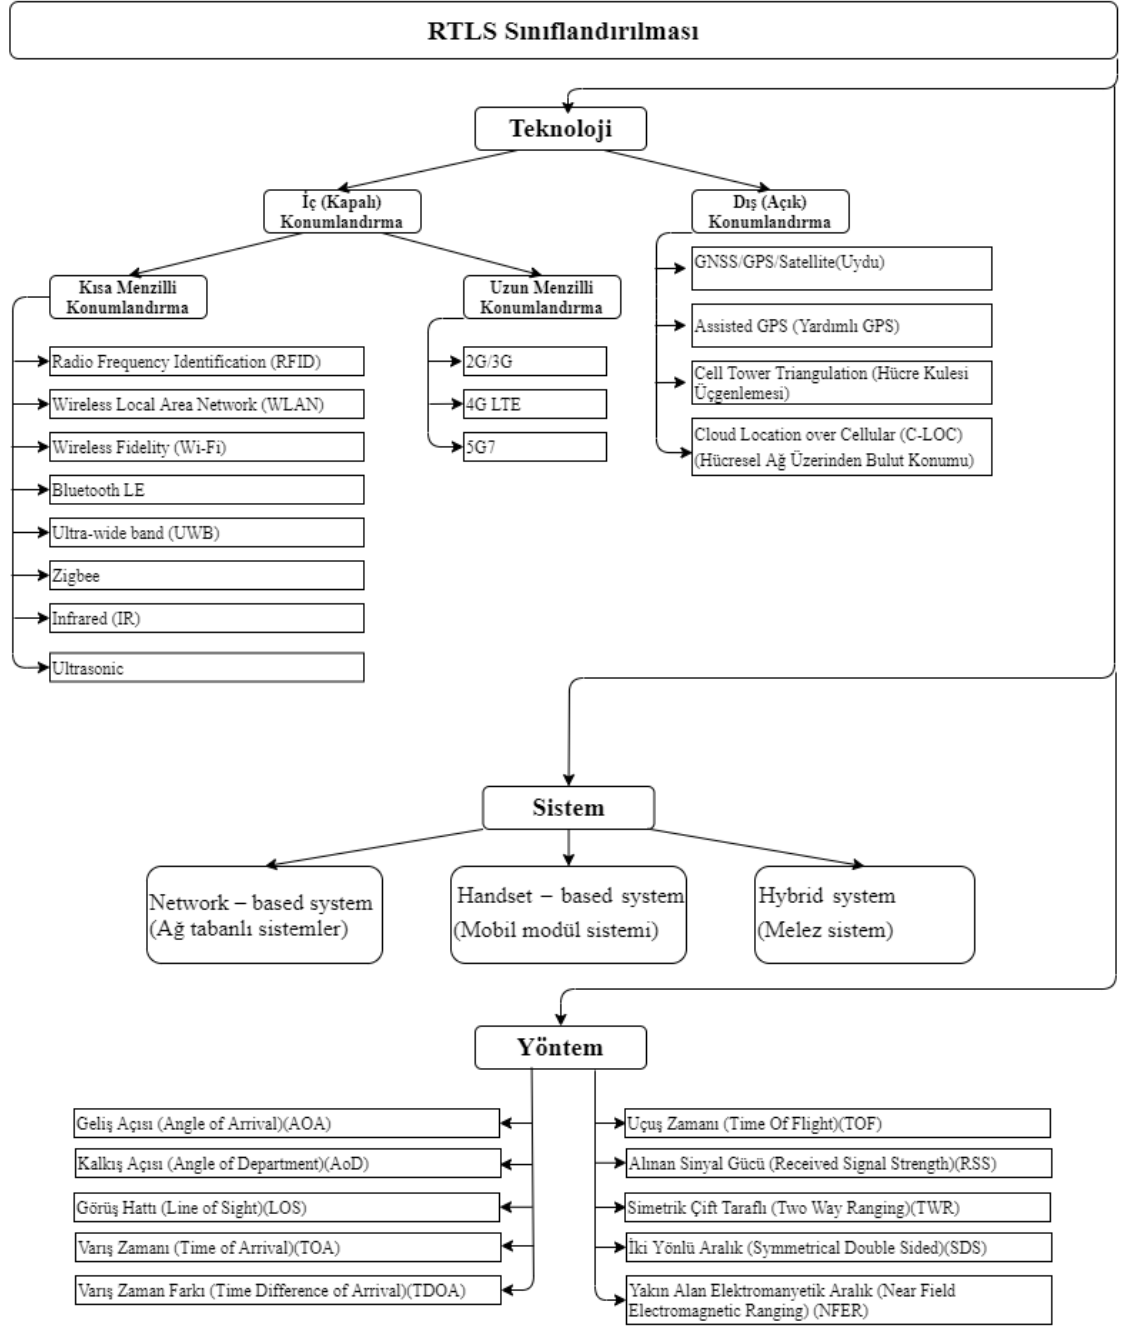 RTLS Sınıflandırılması
Teknoloji
İç (Kapalı)
Konumlandırma
Dış (Açık)
Konumlandırma
Kısa Menzilli
Konumlandırma
Uzun Menzilli
Konumlandırma
Radio Frequency Identification (RFID)
Wireless Local Area Network (WLAN)
Wireless Fidelity (Wi-Fi)
Bluetooth LE
Ultra-wide band (UWB)
Zigbee
Infrared (IR)
Ultrasonic
2G/3G
4G LTE
5G7
GNSS/GPS/Satellite(Uydu)
Assisted GPS (Yardımlı GPS)
Cell Tower Triangulation (Hücre Kulesi
Üçgenlemesi)
Cloud Location over Cellular (C-LOC)
(Hücresel Ağ Üzerinden Bulut Konumu)
Sistem
Network – based system
(Ağ tabanlı sistemler)
Handset – based system
(Mobil modül sistemi)
Hybrid system
(Melez sistem)
Yöntem
Geliş Açısı (Angle of Arrival)(AOA)
Kalkış Açısı (Angle of Department)(AoD)
Görüş Hattı (Line of Sight)(LOS)
Varış Zamanı (Time of Arrival)(TOA)
Varış Zaman Farkı (Time Difference of Arrival)(TDOA)
Uçuş Zamanı (Time Of Flight)(TOF)
Alınan Sinyal Gücü (Received Signal Strength)(RSS)
Simetrik Çift Taraflı (Two Way Ranging)(TWR)
İki Yönlü Aralık (Symmetrical Double Sided)(SDS)
Yakın Alan Elektromanyetik Aralık (Near Field
Electromagnetic Ranging) (NFER)